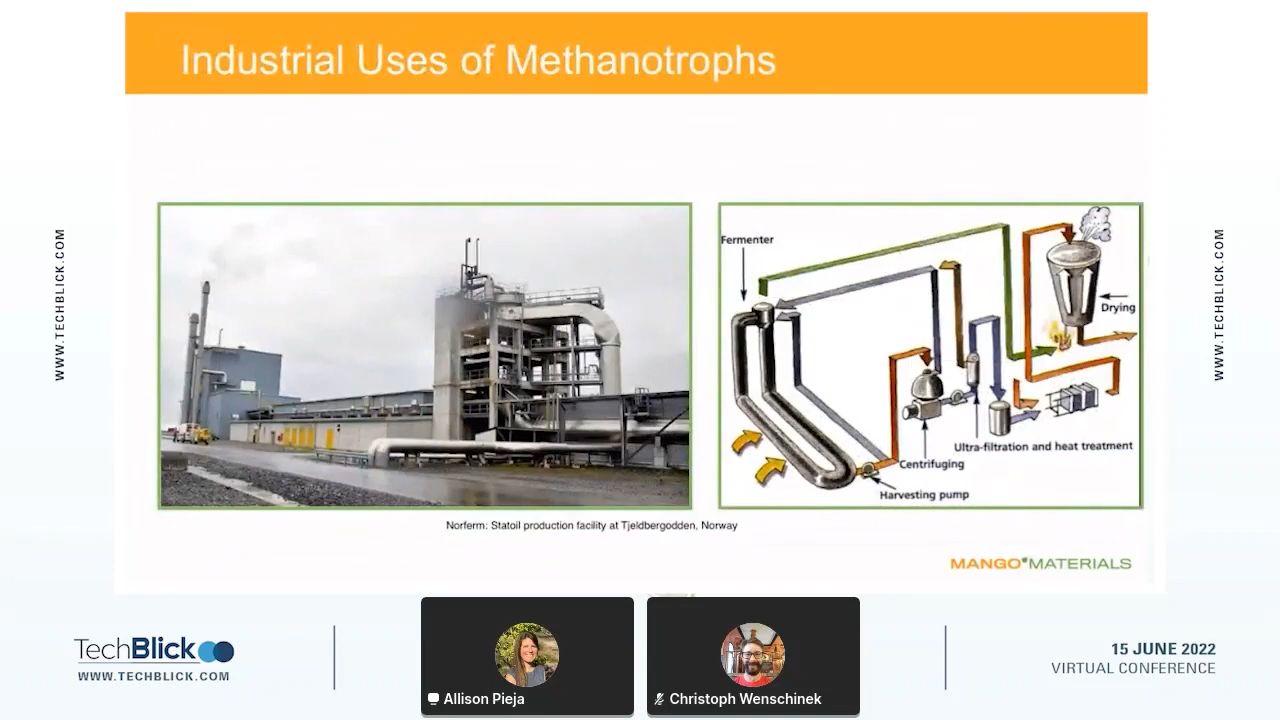 Industrial Uses of Methanotrophs
WWW.TECHBLICK.COM
WWW.TECHBLICK.COM
Fermenter
Drying
Ultra-filtration and heat treatment
Centrifuging
Harvesting pump
Norferm: Statoil production facility at Tjeldbergodden, Norway
MANGO MATERIALS
TechBlick
WWW.TECHBLICK.COM
Allison Pieja
Christoph Wenschinek
15 JUNE 2022
VIRTUAL CONFERENCE